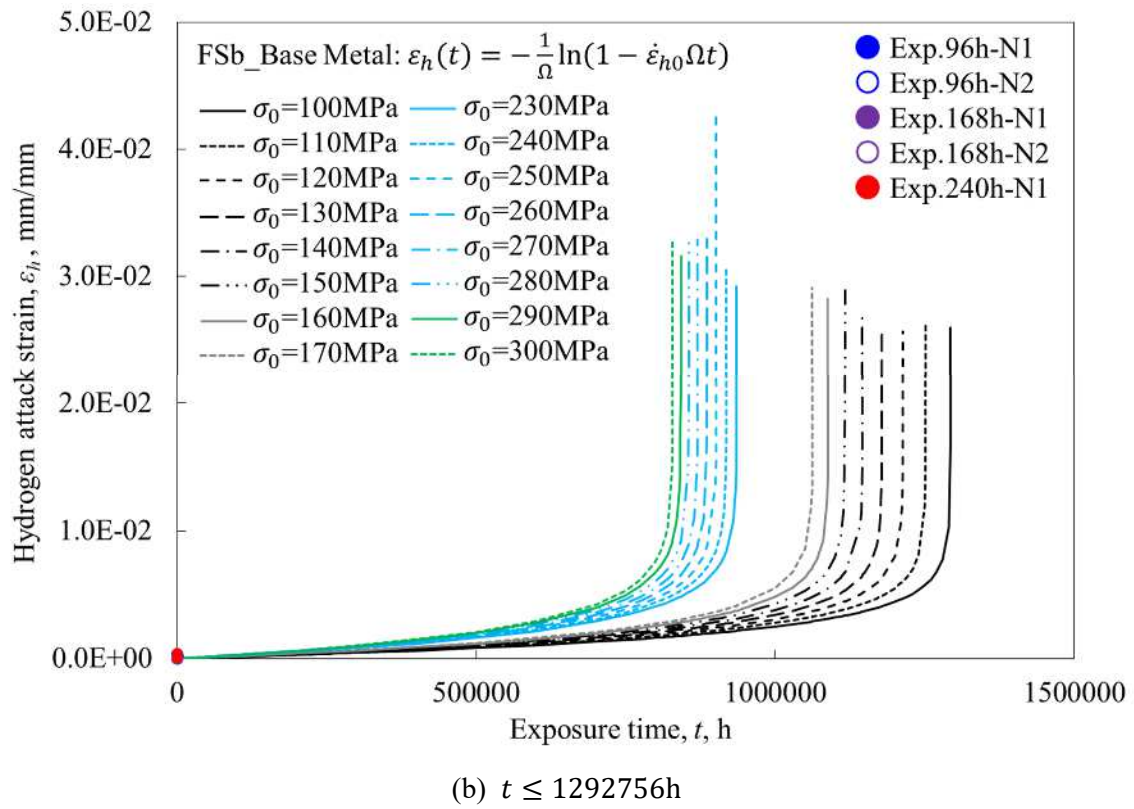 5.0E-02
4.0E-02
3.0E-02
2.0E-02
1.0E-02
0.0E+00
Hydrogen attack strain, εₕ, mm/mm
FSb_Base Metal: εₕ(t) = −1/Ω ln(1 − ε̇ₕ₀Ωt)
σ₀=100MPa
σ₀=110MPa
σ₀=120MPa
σ₀=130MPa
σ₀=140MPa
σ₀=150MPa
σ₀=160MPa
σ₀=170MPa
σ₀=230MPa
σ₀=240MPa
σ₀=250MPa
σ₀=260MPa
σ₀=270MPa
σ₀=280MPa
σ₀=290MPa
σ₀=300MPa
Exp.96h-N1
Exp.96h-N2
Exp.168h-N1
Exp.168h-N2
Exp.240h-N1
0 500000 1000000 1500000
Exposure time, t, h
(b) t ≤ 1292756h